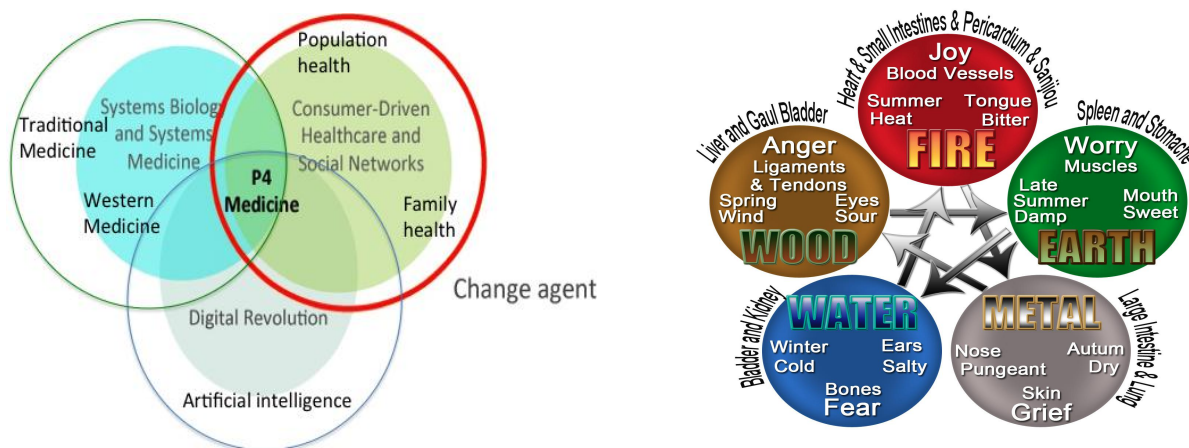 Population
health
Systems Biology
and Systems
Medicine
Consumer-Driven
Healthcare and
Social Networks
Traditional
Medicine
P4
Medicine
Western
Medicine
Family
health
Change agent
Digital Revolution
Artificial intelligence
Heart & Small Intestines & Pericardium & Sanjiou
Joy
Blood Vessels
Summer
Heat
Tongue
Bitter
FIRE
Liver and Gaul Bladder
Anger
Ligaments
& Tendons
Spring
Wind
Eyes
Sour
WOOD
Spleen and Stomache
Worry
Muscles
Late
Summer
Damp
Mouth
Sweet
EARTH
Bladder and Kidney
WATER
Winter
Cold
Ears
Salty
Bones
Fear
Large Intestine & Lung
METAL
Nose
Pungeant
Autum
Dry
Skin
Grief